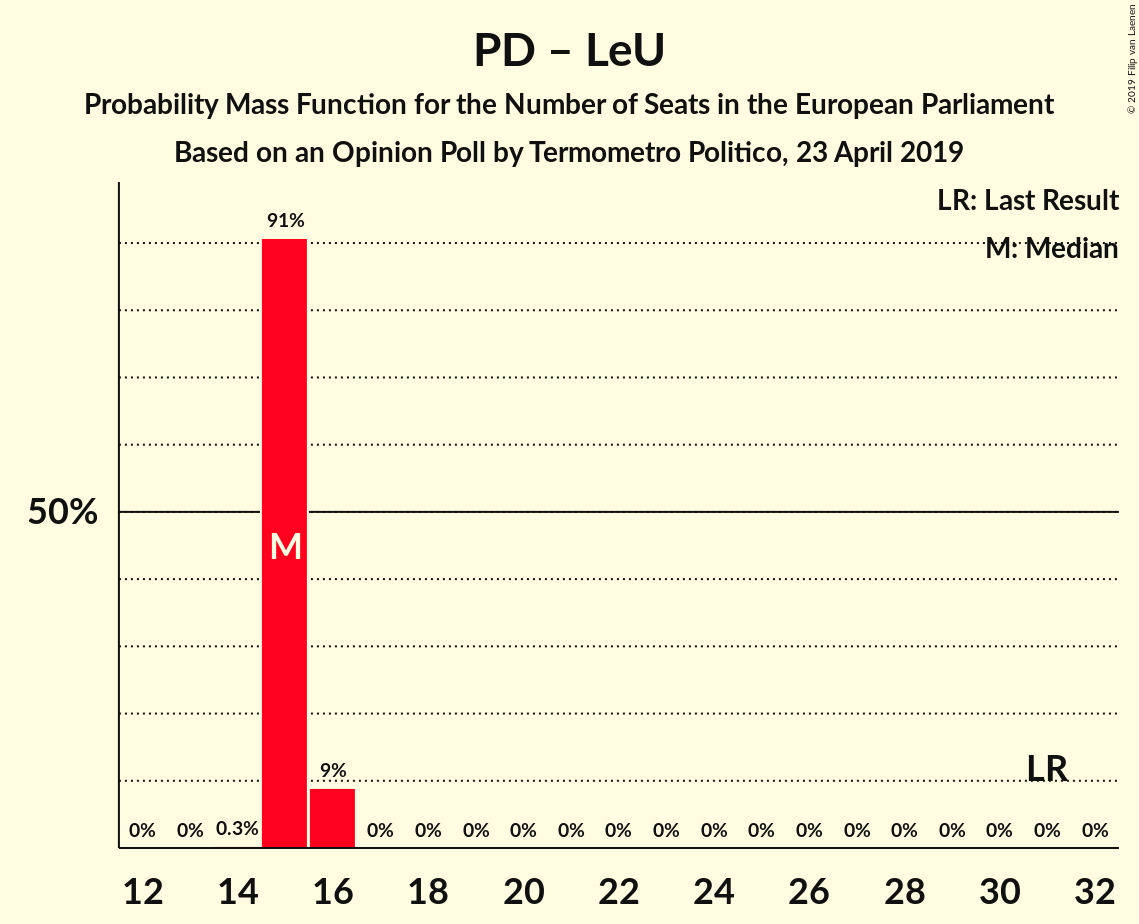 PD – LeU
Probability Mass Function for the Number of Seats in the European Parliament
Based on an Opinion Poll by Termometro Politico, 23 April 2019
© 2019 Filip van Laenen
LR: Last Result
M: Median
91%
50%
M
9%
LR
0% 0% 0.3% 0% 0% 0% 0% 0% 0% 0% 0% 0% 0% 0% 0% 0% 0% 0% 0%
12 14 16 18 20 22 24 26 28 30 32